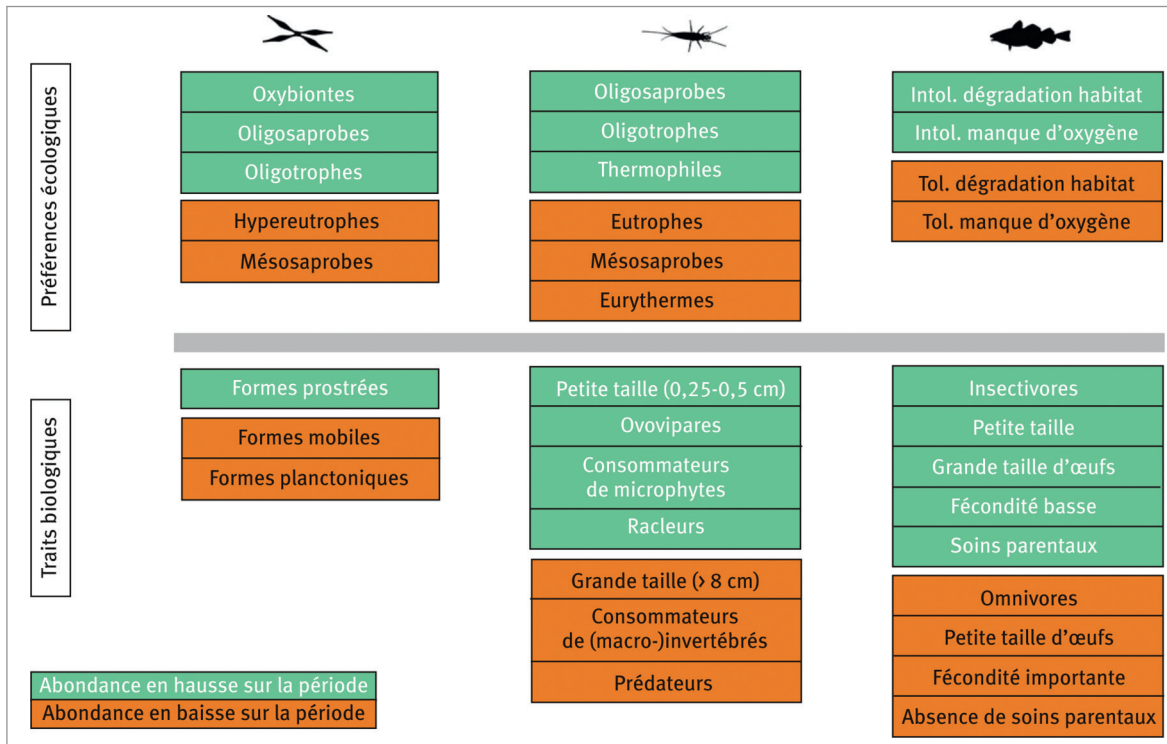 Préférences écologiques
Oxybiontes
Oligosaprobes
Oligotrophes
Hypereutrophes
Mésosaprobes
Oligosaprobes
Oligotrophes
Thermophiles
Eutrophes
Mésosaprobes
Eurythermes
Intol. dégradation habitat
Intol. manque d’oxygène
Tol. dégradation habitat
Tol. manque d’oxygène
Traits biologiques
Formes prostrées
Formes mobiles
Formes planctoniques
Petite taille (0,25-0,5 cm)
Ovovipares
Consommateurs
de microphytes
Racleurs
Grande taille (> 8 cm)
Consommateurs
de (macro-)invertébrés
Prédateurs
Insectivores
Petite taille
Grande taille d’œufs
Fécondité basse
Soins parentaux
Omnivores
Petite taille d’œufs
Fécondité importante
Absence de soins parentaux
Abondance en hausse sur la période
Abondance en baisse sur la période